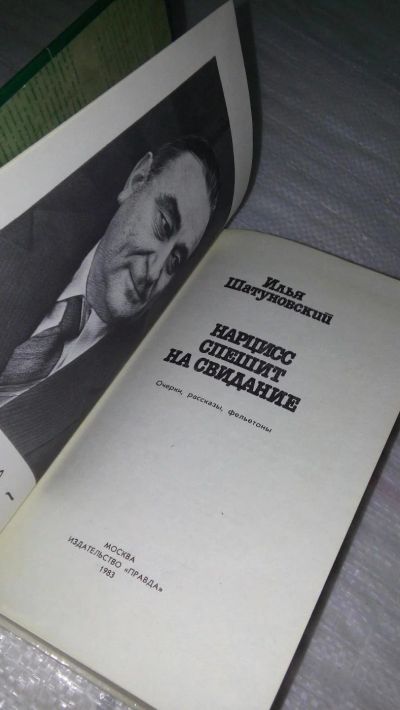 Илья
Шатуновский
НАРЦИСС
СПЕШИТ
НА СВИДАНИЕ
Очерки, рассказы, фельетоны
МОСКВА
ИЗДАТЕЛЬСТВО «ПРАВДА»
1983